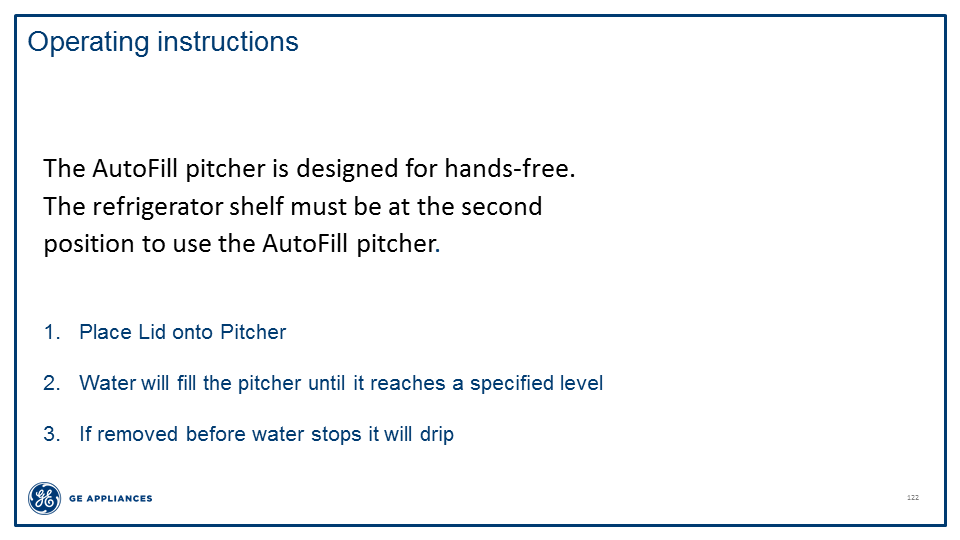 Operating instructions
The AutoFill pitcher is designed for hands-free.
The refrigerator shelf must be at the second
position to use the AutoFill pitcher.
1. Place Lid onto Pitcher
2. Water will fill the pitcher until it reaches a specified level
3. If removed before water stops it will drip
GE APPLIANCES
122